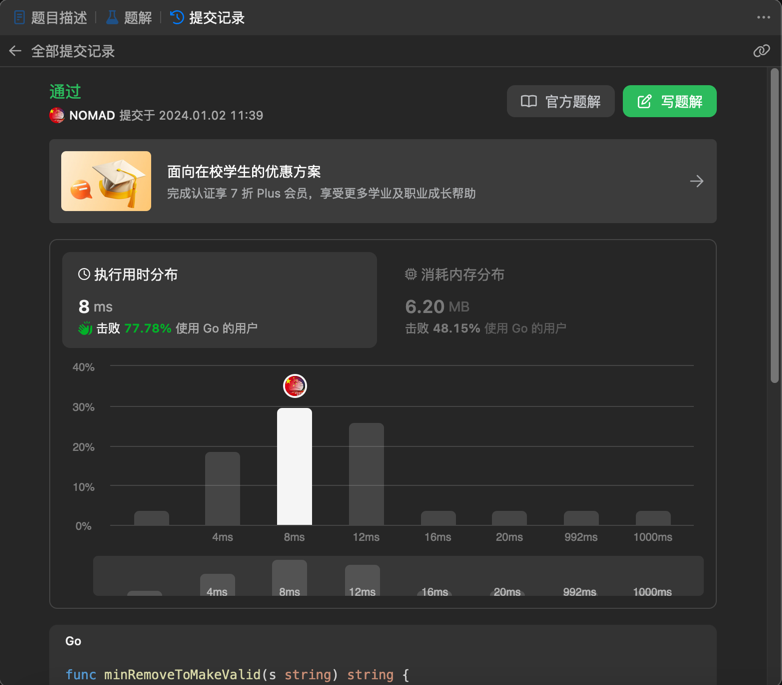 题目描述 题解 提交记录
全部提交记录
通过
NOMAD 提交于 2024.01.02 11:39
官方题解
写题解
面向在校学生的优惠方案
完成认证享 7 折 Plus 会员，享受更多学业及职业成长帮助
执行用时分布
8 ms
击败 77.78% 使用 Go 的用户
消耗内存分布
6.20 MB
击败 48.15% 使用 Go 的用户
40%
30%
20%
10%
0%
4ms 8ms 12ms 16ms 20ms 992ms 1000ms
4ms 8ms 12ms 16ms 20ms 992ms 1000ms
Go
func minRemoveToMakeValid(s string) string {